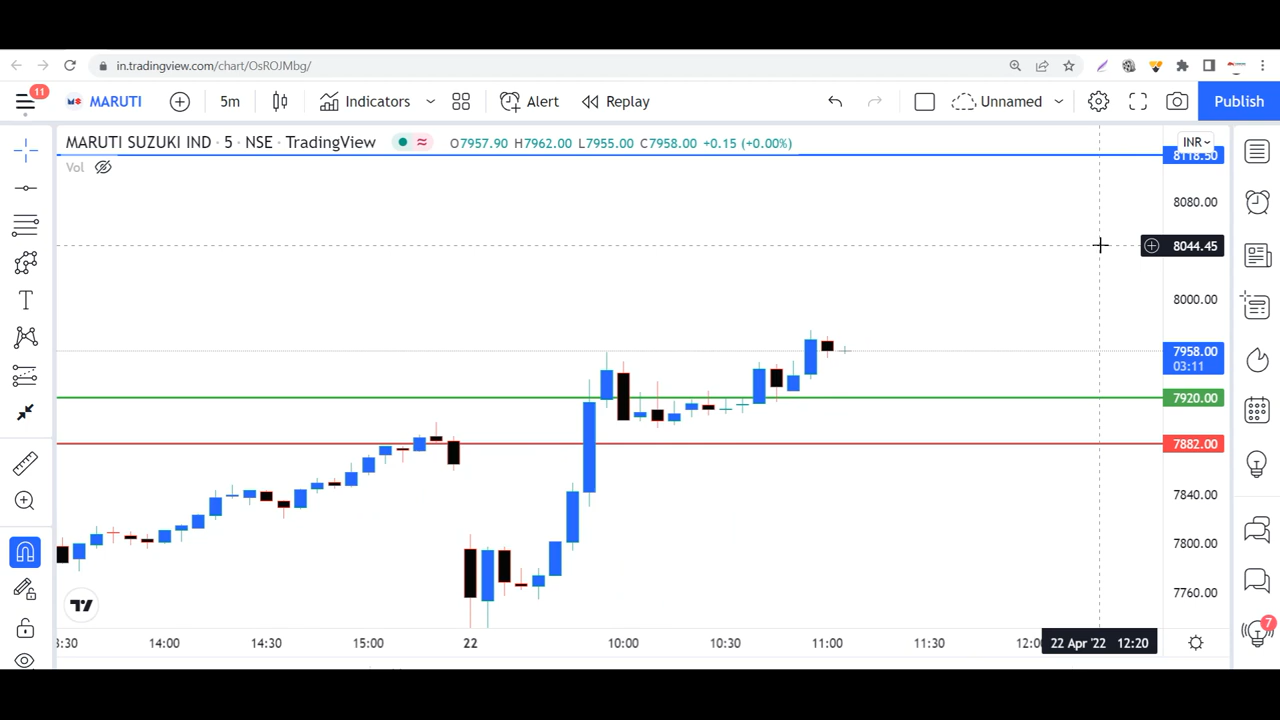 in.tradingview.com/chart/OsROJMbg/
11
MARUTI
5m
Indicators
Alert
Replay
Unnamed
Publish
MARUTI SUZUKI IND · 5 · NSE · TradingView
O7957.90 H7962.00 L7955.00 C7958.00 +0.15 (+0.00%)
INR
8118.50
Vol
8080.00
8044.45
8000.00
7958.00
03:11
7920.00
7882.00
7840.00
7800.00
7760.00
7
14:00 14:30 15:00 22 10:00 10:30 11:00 11:30 22 Apr '22 12:20